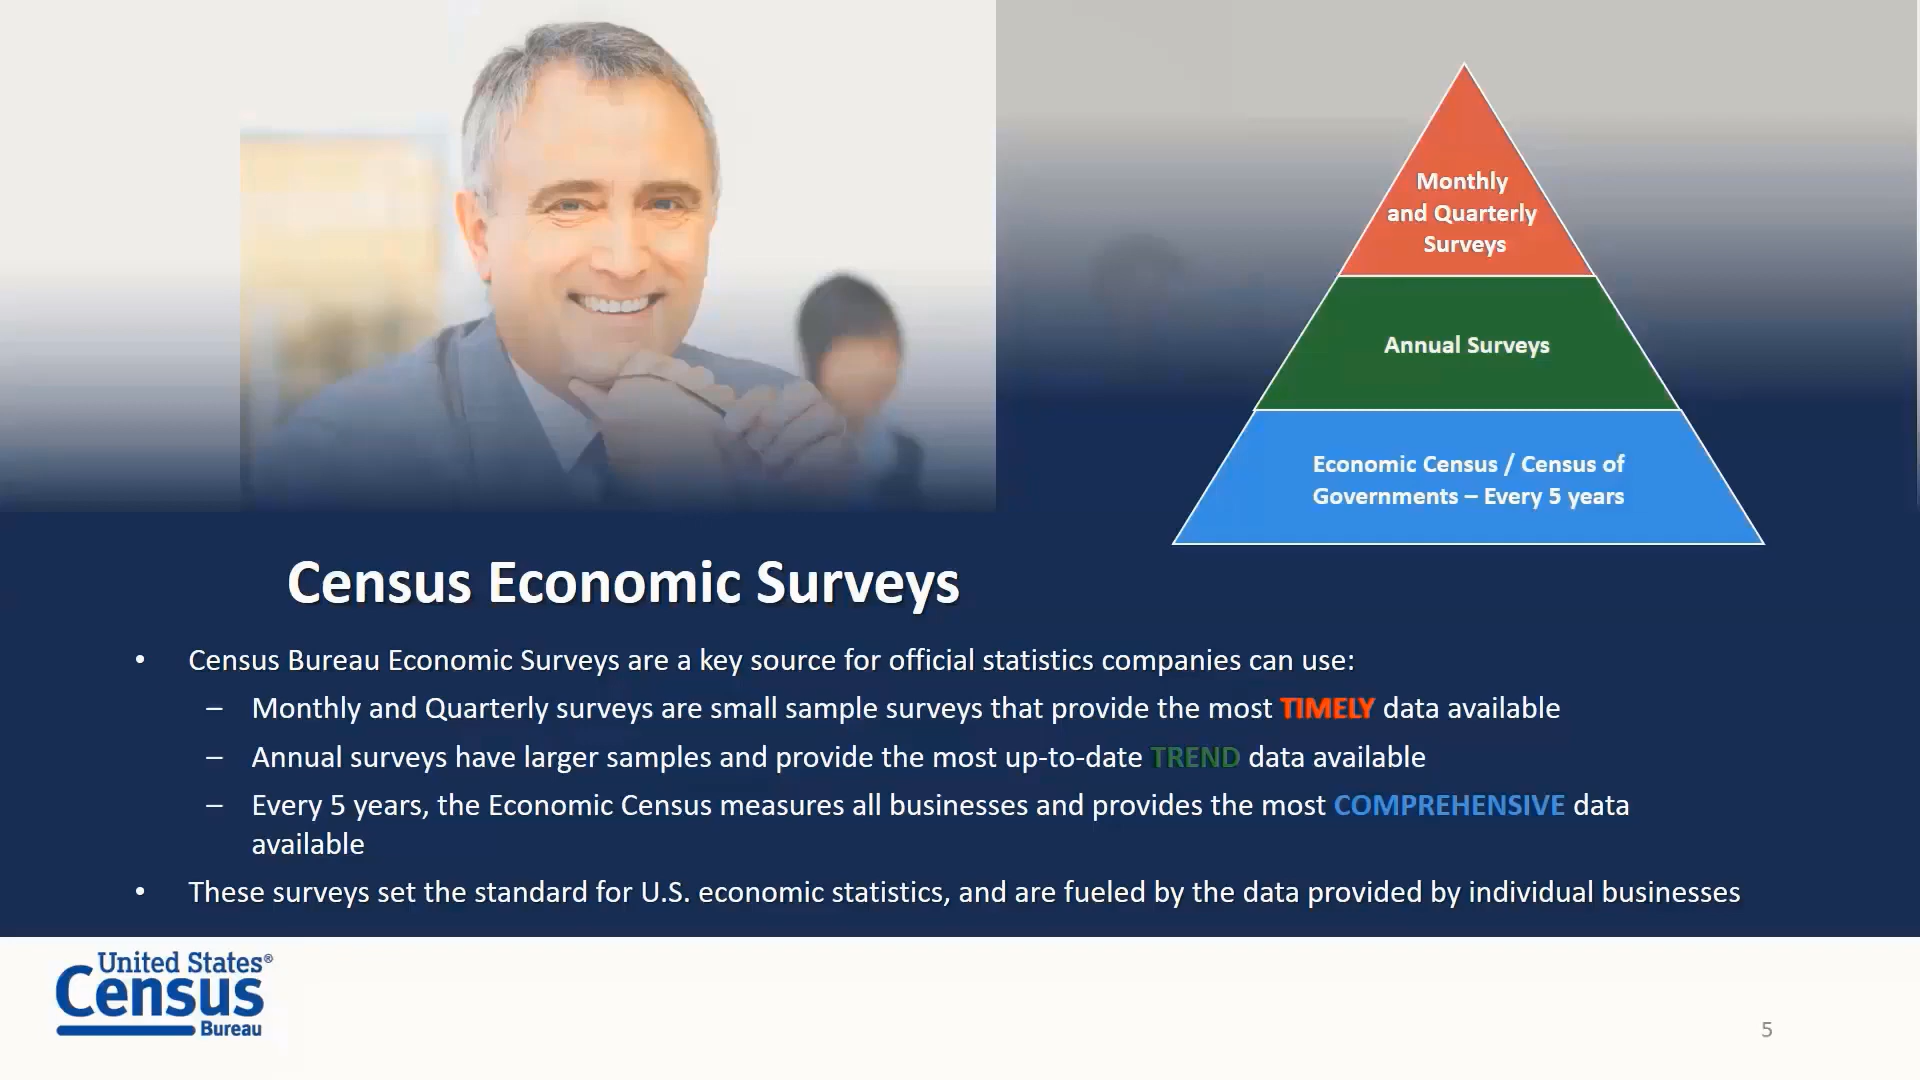 Monthly
and Quarterly
Surveys
Annual Surveys
Economic Census / Census of
Governments – Every 5 years
Census Economic Surveys
• Census Bureau Economic Surveys are a key source for official statistics companies can use:
– Monthly and Quarterly surveys are small sample surveys that provide the most TIMELY data available
– Annual surveys have larger samples and provide the most up-to-date TREND data available
– Every 5 years, the Economic Census measures all businesses and provides the most COMPREHENSIVE data
available
• These surveys set the standard for U.S. economic statistics, and are fueled by the data provided by individual businesses
United States®
Census
Bureau
5